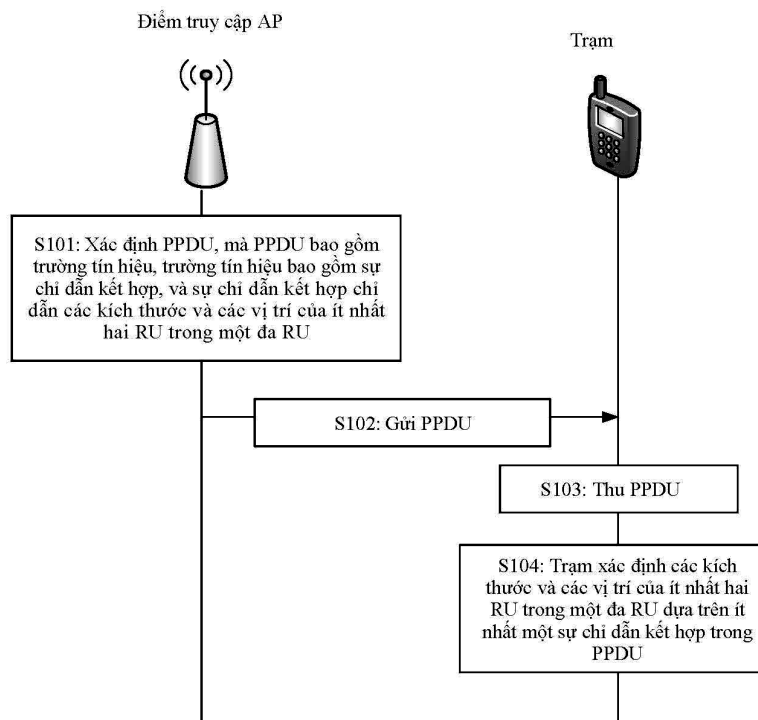 Điểm truy cập AP
Trạm
S101: Xác định PPDU, mà PPDU bao gồm
trường tín hiệu, trường tín hiệu bao gồm sự
chỉ dẫn kết hợp, và sự chỉ dẫn kết hợp chỉ
dẫn các kích thước và các vị trí của ít nhất
hai RU trong một đa RU
S102: Gửi PPDU
S103: Thu PPDU
S104: Trạm xác định các kích
thước và các vị trí của ít nhất hai
RU trong một đa RU dựa trên ít
nhất một sự chỉ dẫn kết hợp trong
PPDU